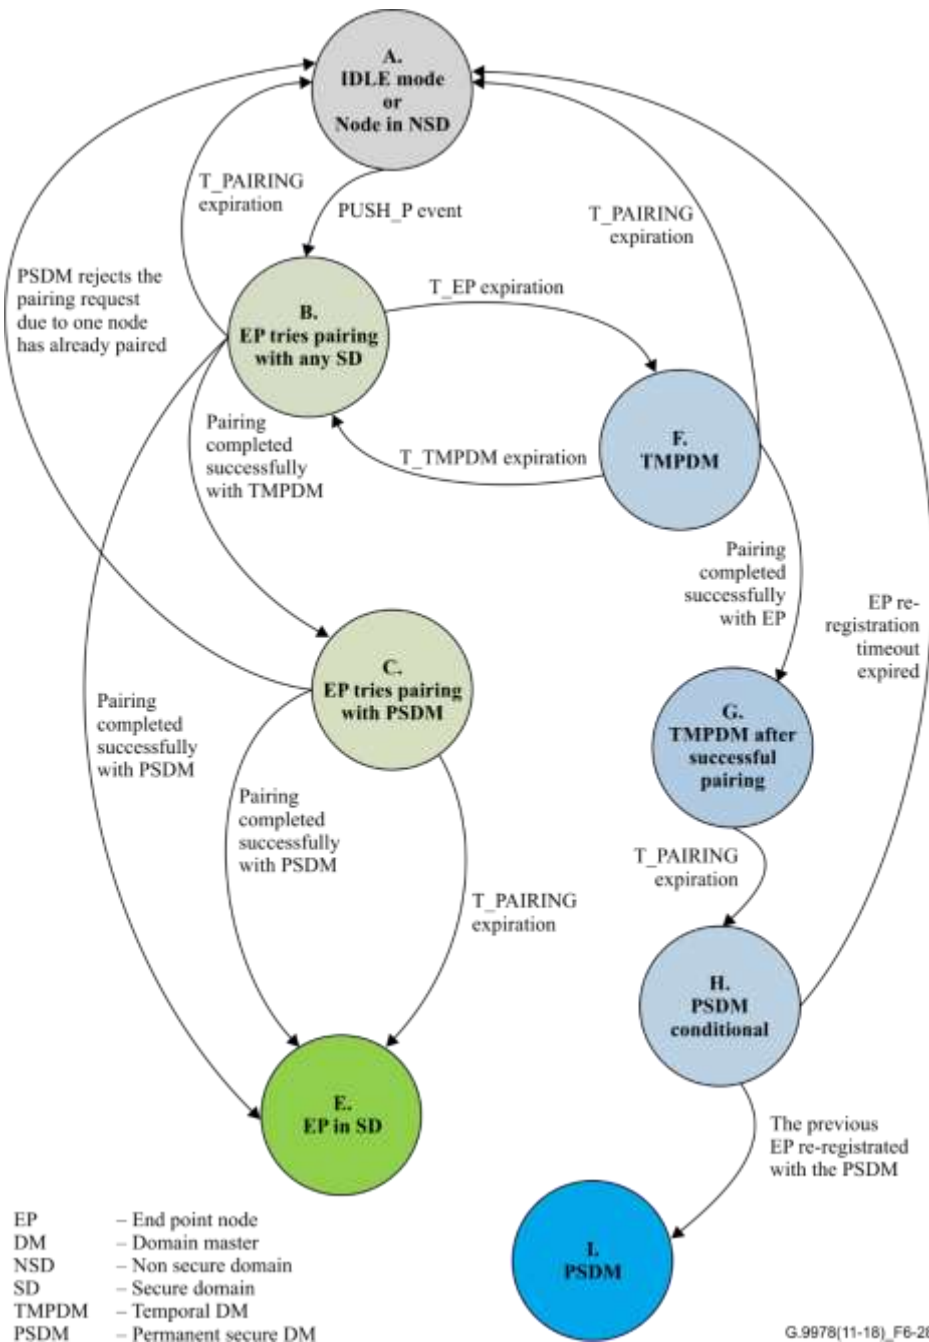 A.
IDLE mode
or
Node in NSD
T_PAIRING
expiration
PUSH_P event
T_PAIRING
expiration
PSDM rejects the
pairing request
due to one node
has already paired
B.
EP tries pairing
with any SD
T_EP expiration
F.
TMPDM
T_TMPDM expiration
Pairing
completed
successfully
with TMPDM
Pairing
completed
successfully
with EP
EP re-
registration
timeout
expired
C.
EP tries pairing
with PSDM
G.
TMPDM after
successful
pairing
Pairing
completed
successfully
with PSDM
Pairing
completed
successfully
with PSDM
T_PAIRING
expiration
T_PAIRING
expiration
H.
PSDM
conditional
E.
EP in SD
The previous
EP re-registrated
with the PSDM
I.
PSDM
EP – End point node
DM – Domain master
NSD – Non secure domain
SD – Secure domain
TMPDM – Temporal DM
PSDM – Permanent secure DM
G.9978(11-18)_F6-28